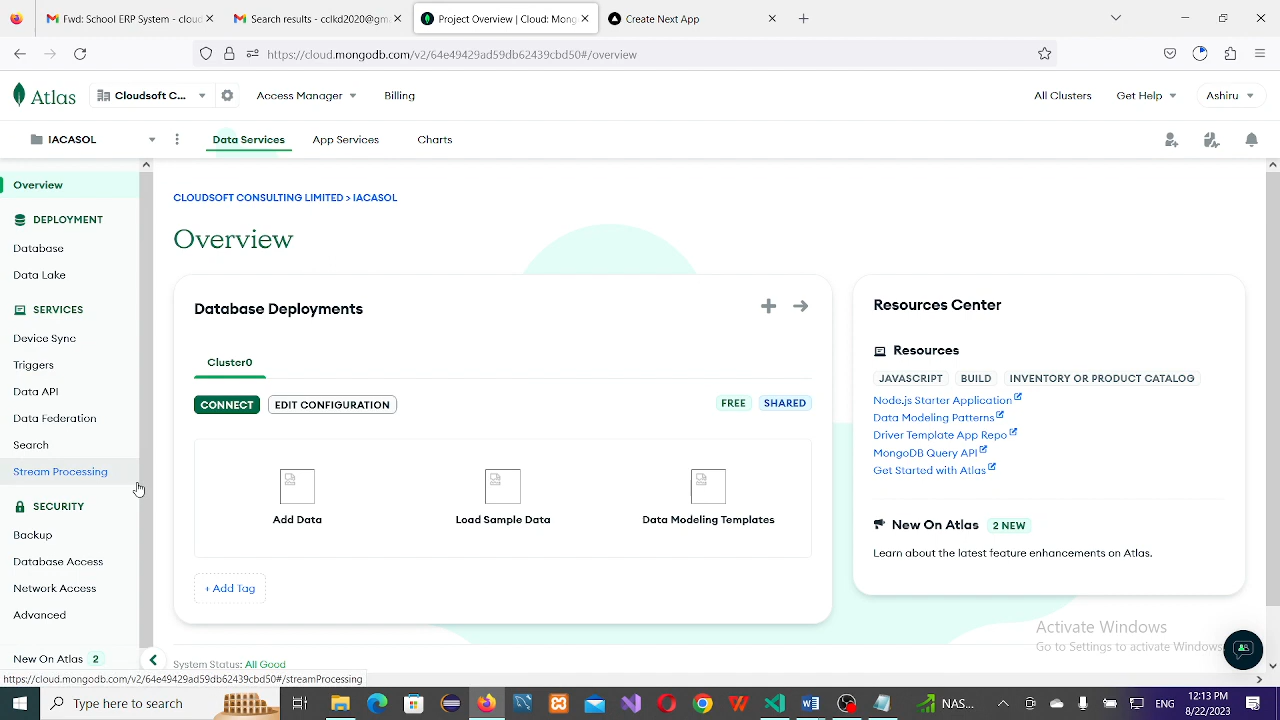 Fwd: School ERP System - clouc
Search results - cclkd2020@gm
Project Overview | Cloud: Mong
Create Next App
https://cloud.mongodb.com/v2/64e49429ad59db62439cbd50#/overview
Atlas
Cloudsoft C...
Access Manager
Billing
All Clusters
Get Help
Ashiru
IACASOL
Data Services
App Services
Charts
Overview
DEPLOYMENT
Database
Data Lake
SERVICES
Device Sync
Triggers
Data API
Data Federation
Search
Stream Processing
SECURITY
Backup
Database Access
Network Access
Advanced
New On Atlas 2
CLOUDSOFT CONSULTING LIMITED > IACASOL
Overview
Database Deployments
Cluster0
CONNECT
EDIT CONFIGURATION
FREE
SHARED
Add Data
Load Sample Data
Data Modeling Templates
+ Add Tag
System Status: All Good
Resources Center
Resources
JAVASCRIPT
BUILD
INVENTORY OR PRODUCT CATALOG
Node.js Starter Application
Data Modeling Patterns
Driver Template App Repo
MongoDB Query API
Get Started with Atlas
New On Atlas 2 NEW
Learn about the latest feature enhancements on Atlas.
Activate Windows
Go to Settings to activate Windows.
https://cloud.mongodb.com/v2/64e49429ad59db62439cbd50#/streamProcessing
Type here to search
NAS...
ENG
12:13 PM
8/22/2023